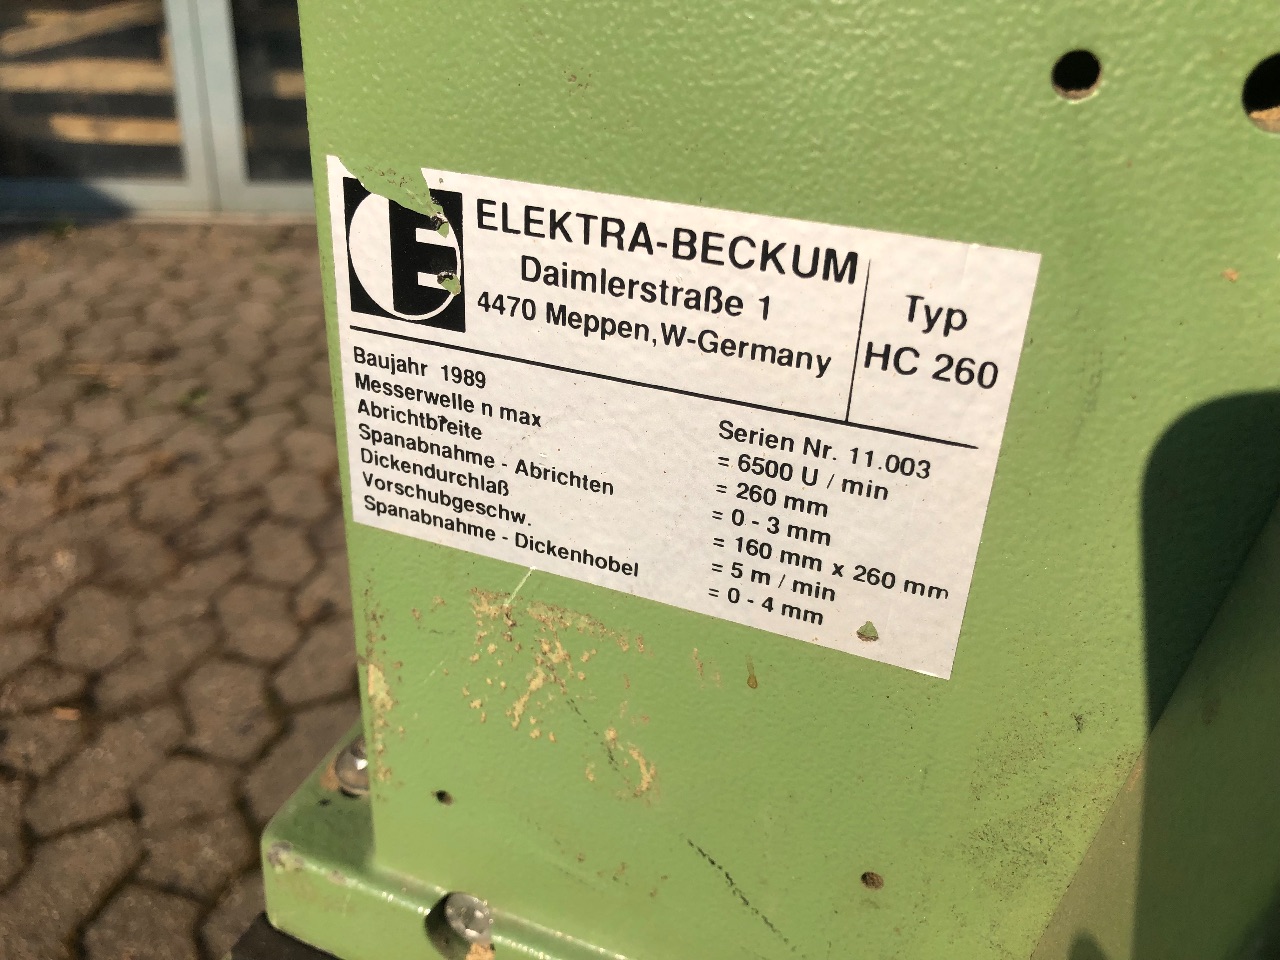 E
ELEKTRA-BECKUM
Daimlerstraße 1
4470 Meppen, W-Germany
Typ
HC 260
Baujahr 1989 Serien Nr. 11.003
Messerwelle n max = 6500 U / min
Abrichtbreite = 260 mm
Spanabnahme - Abrichten = 0 - 3 mm
Dickendurchlaß = 160 mm x 260 mm
Vorschubgeschw. = 5 m / min
Spanabnahme - Dickenhobel = 0 - 4 mm